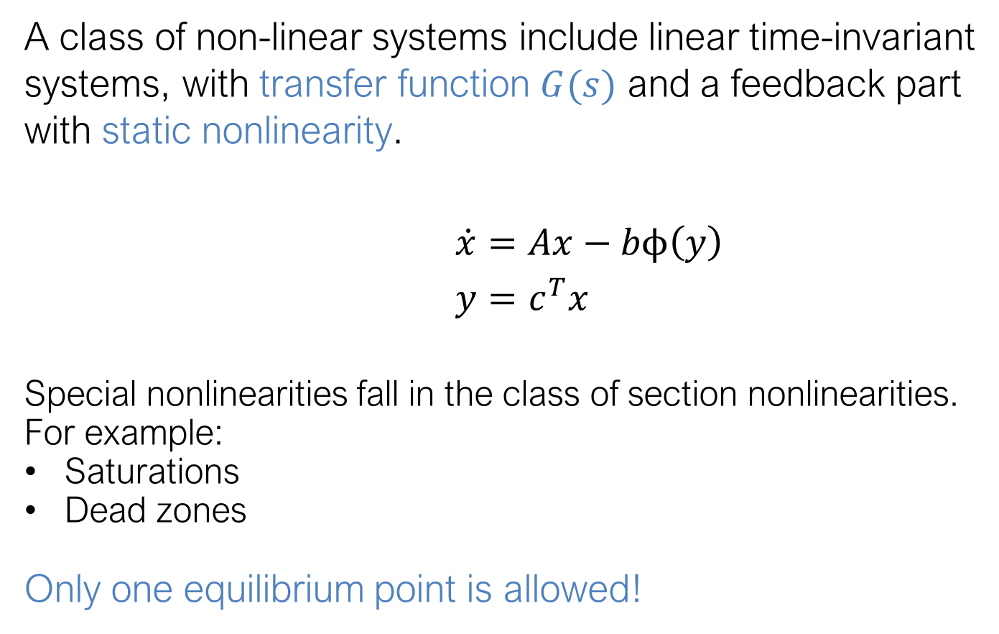 A class of non-linear systems include linear time-invariant
systems, with transfer function G(s) and a feedback part
with static nonlinearity.
ẋ = Ax − bϕ(y)
y = cᵀx
Special nonlinearities fall in the class of section nonlinearities.
For example:
• Saturations
• Dead zones
Only one equilibrium point is allowed!